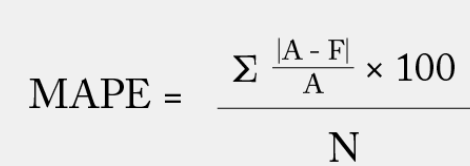 MAPE = Σ |A - F| / A × 100
N